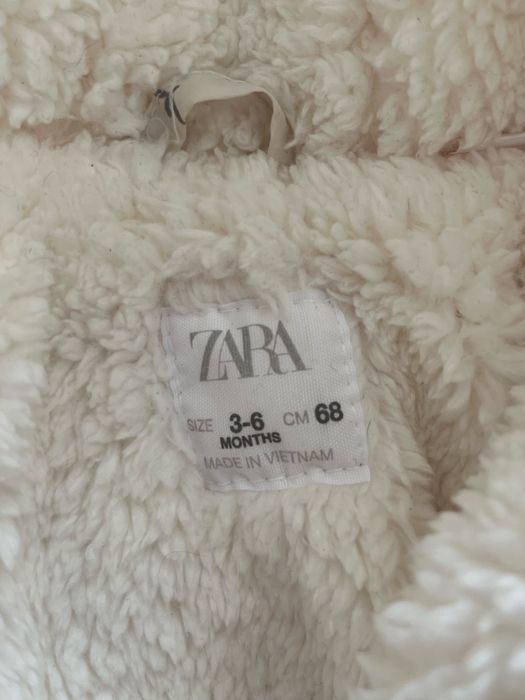 ZARA
SIZE 3-6 MONTHS CM 68
MADE IN VIETNAM